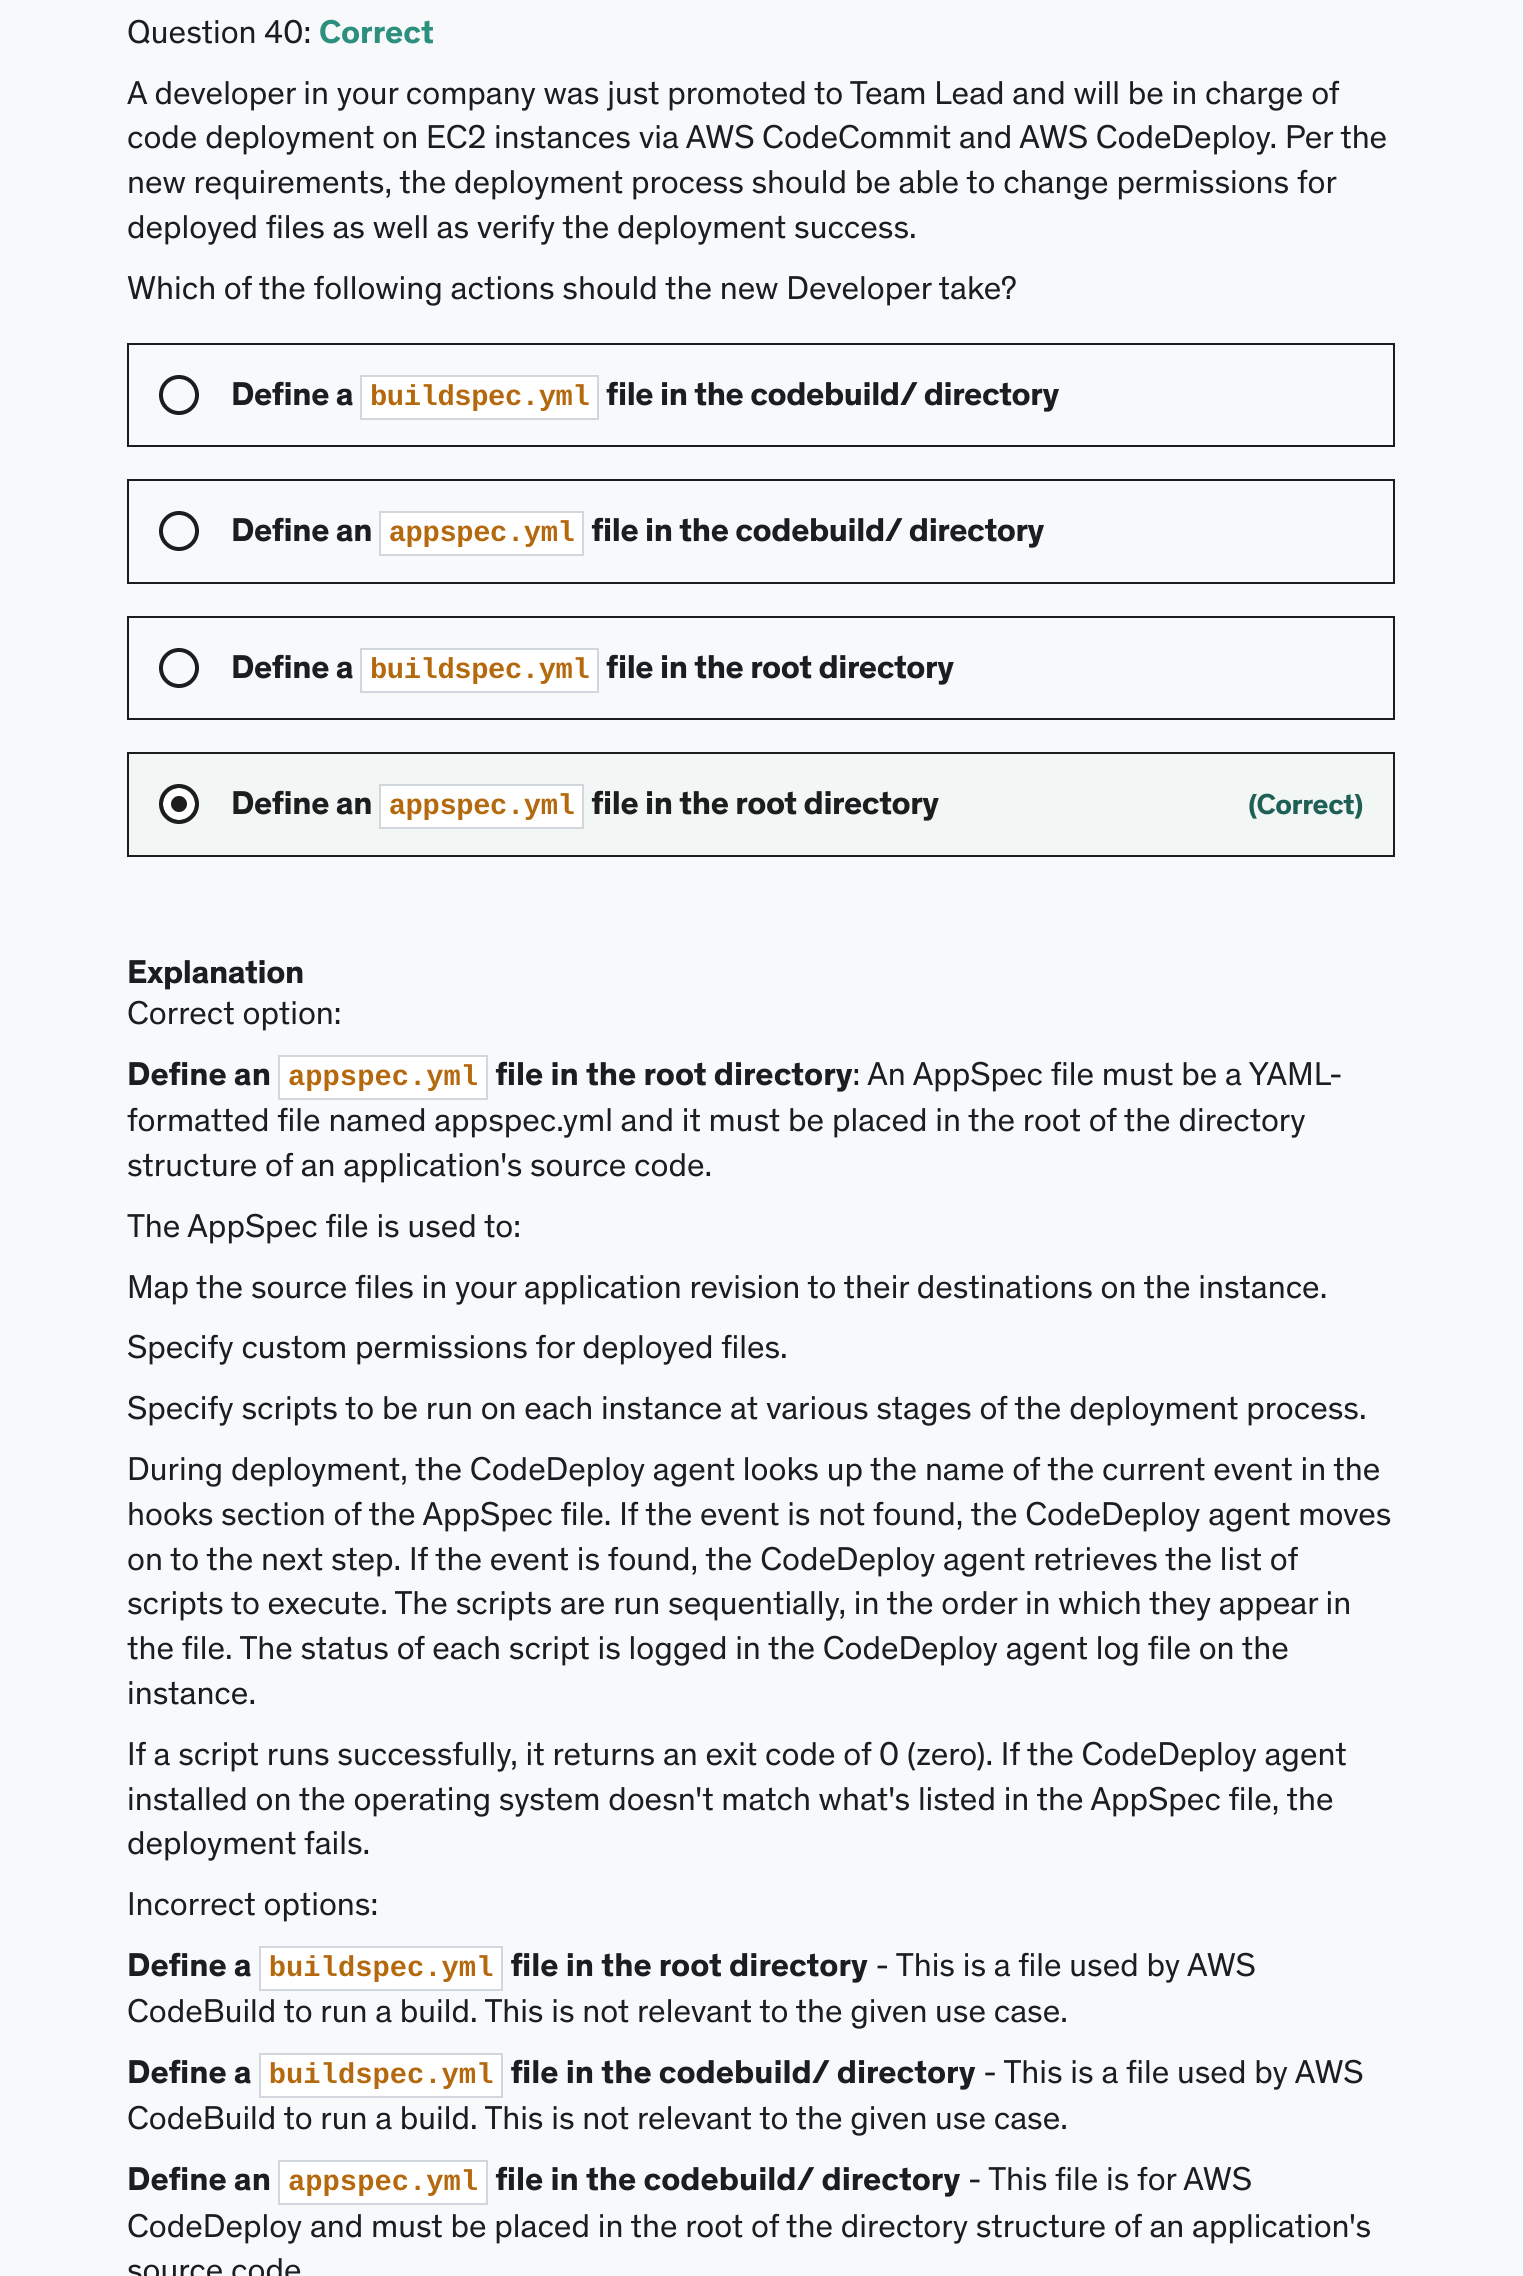 Question 40: Correct
A developer in your company was just promoted to Team Lead and will be in charge of
code deployment on EC2 instances via AWS CodeCommit and AWS CodeDeploy. Per the
new requirements, the deployment process should be able to change permissions for
deployed files as well as verify the deployment success.
Which of the following actions should the new Developer take?
Define a buildspec.yml file in the codebuild/ directory
Define an appspec.yml file in the codebuild/ directory
Define a buildspec.yml file in the root directory
Define an appspec.yml file in the root directory (Correct)
Explanation
Correct option:
Define an appspec.yml file in the root directory: An AppSpec file must be a YAML-
formatted file named appspec.yml and it must be placed in the root of the directory
structure of an application's source code.
The AppSpec file is used to:
Map the source files in your application revision to their destinations on the instance.
Specify custom permissions for deployed files.
Specify scripts to be run on each instance at various stages of the deployment process.
During deployment, the CodeDeploy agent looks up the name of the current event in the
hooks section of the AppSpec file. If the event is not found, the CodeDeploy agent moves
on to the next step. If the event is found, the CodeDeploy agent retrieves the list of
scripts to execute. The scripts are run sequentially, in the order in which they appear in
the file. The status of each script is logged in the CodeDeploy agent log file on the
instance.
If a script runs successfully, it returns an exit code of 0 (zero). If the CodeDeploy agent
installed on the operating system doesn't match what's listed in the AppSpec file, the
deployment fails.
Incorrect options:
Define a buildspec.yml file in the root directory - This is a file used by AWS
CodeBuild to run a build. This is not relevant to the given use case.
Define a buildspec.yml file in the codebuild/ directory - This is a file used by AWS
CodeBuild to run a build. This is not relevant to the given use case.
Define an appspec.yml file in the codebuild/ directory - This file is for AWS
CodeDeploy and must be placed in the root of the directory structure of an application's
source code.